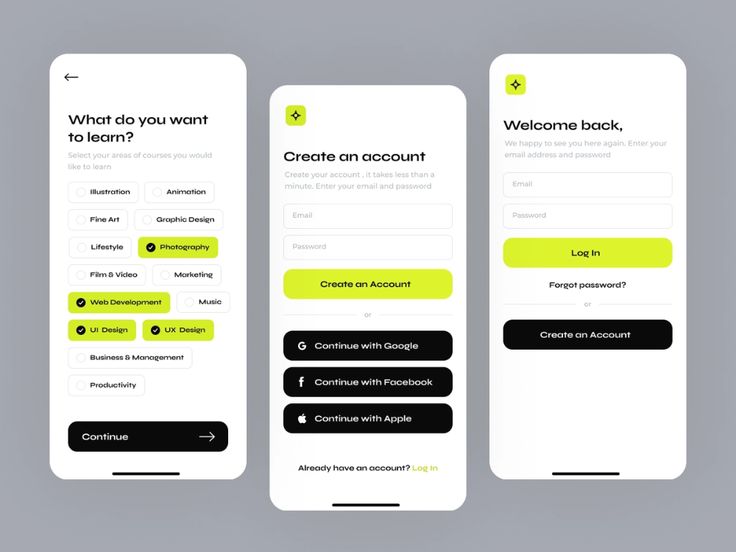 What do you want
to learn?
Select your areas of courses you would
like to learn
Illustration
Animation
Fine Art
Graphic Design
Lifestyle
Photography
Film & Video
Marketing
Web Development
Music
UI Design
UX Design
Business & Management
Productivity
Continue
Create an account
Create your account , it takes less than a
minute. Enter your email and password
Email
Password
Create an Account
or
Continue with Google
Continue with Facebook
Continue with Apple
Already have an account? Log In
Welcome back,
We happy to see you here again. Enter your
email address and password
Email
Password
Log In
Forgot password?
or
Create an Account